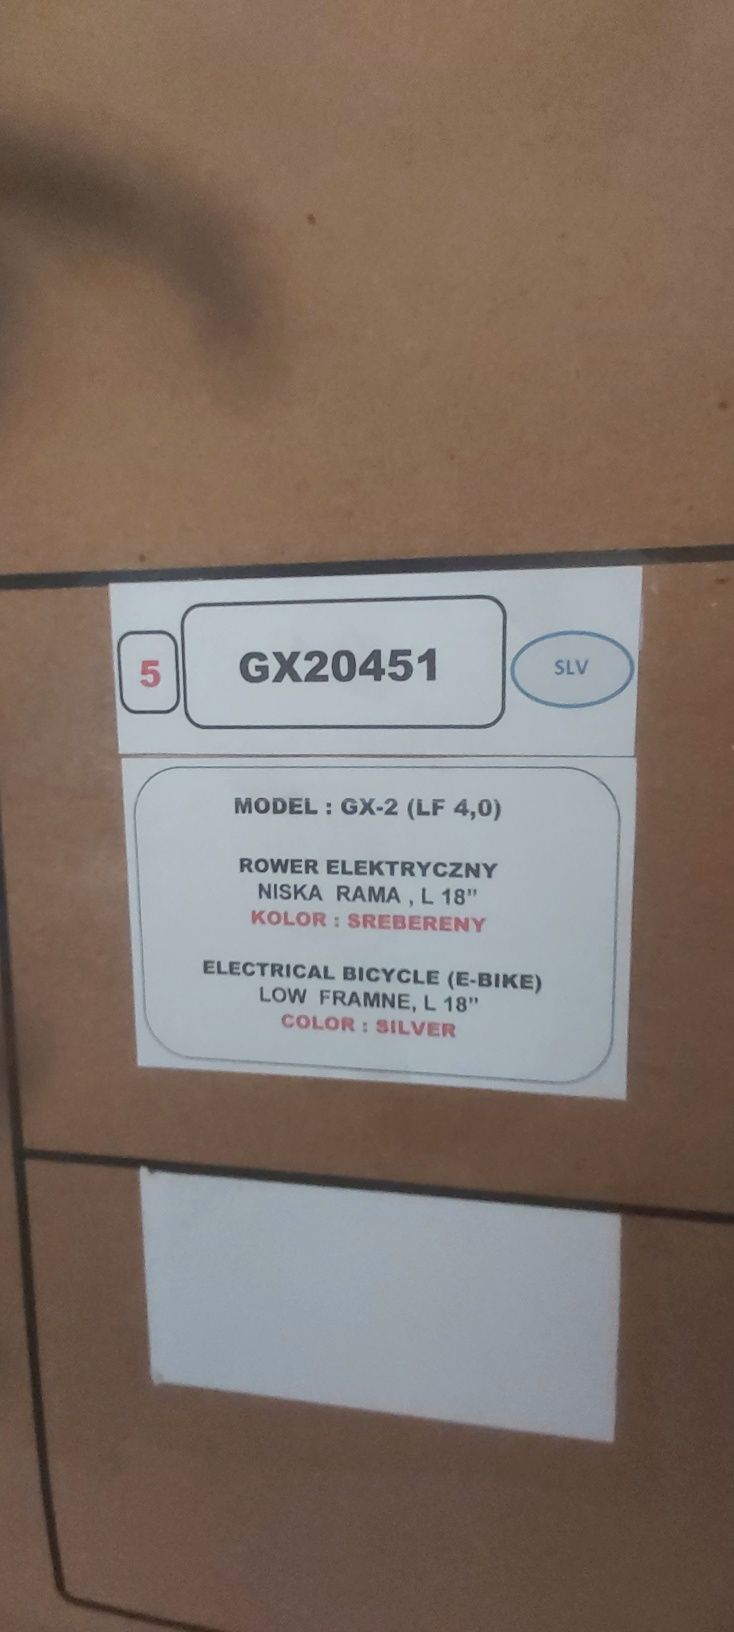 5 GX20451 SLV
MODEL : GX-2 (LF 4,0)
ROWER ELEKTRYCZNY
NISKA RAMA , L 18"
KOLOR : SREBERENY
ELECTRICAL BICYCLE (E-BIKE)
LOW FRAMNE, L 18"
COLOR : SILVER